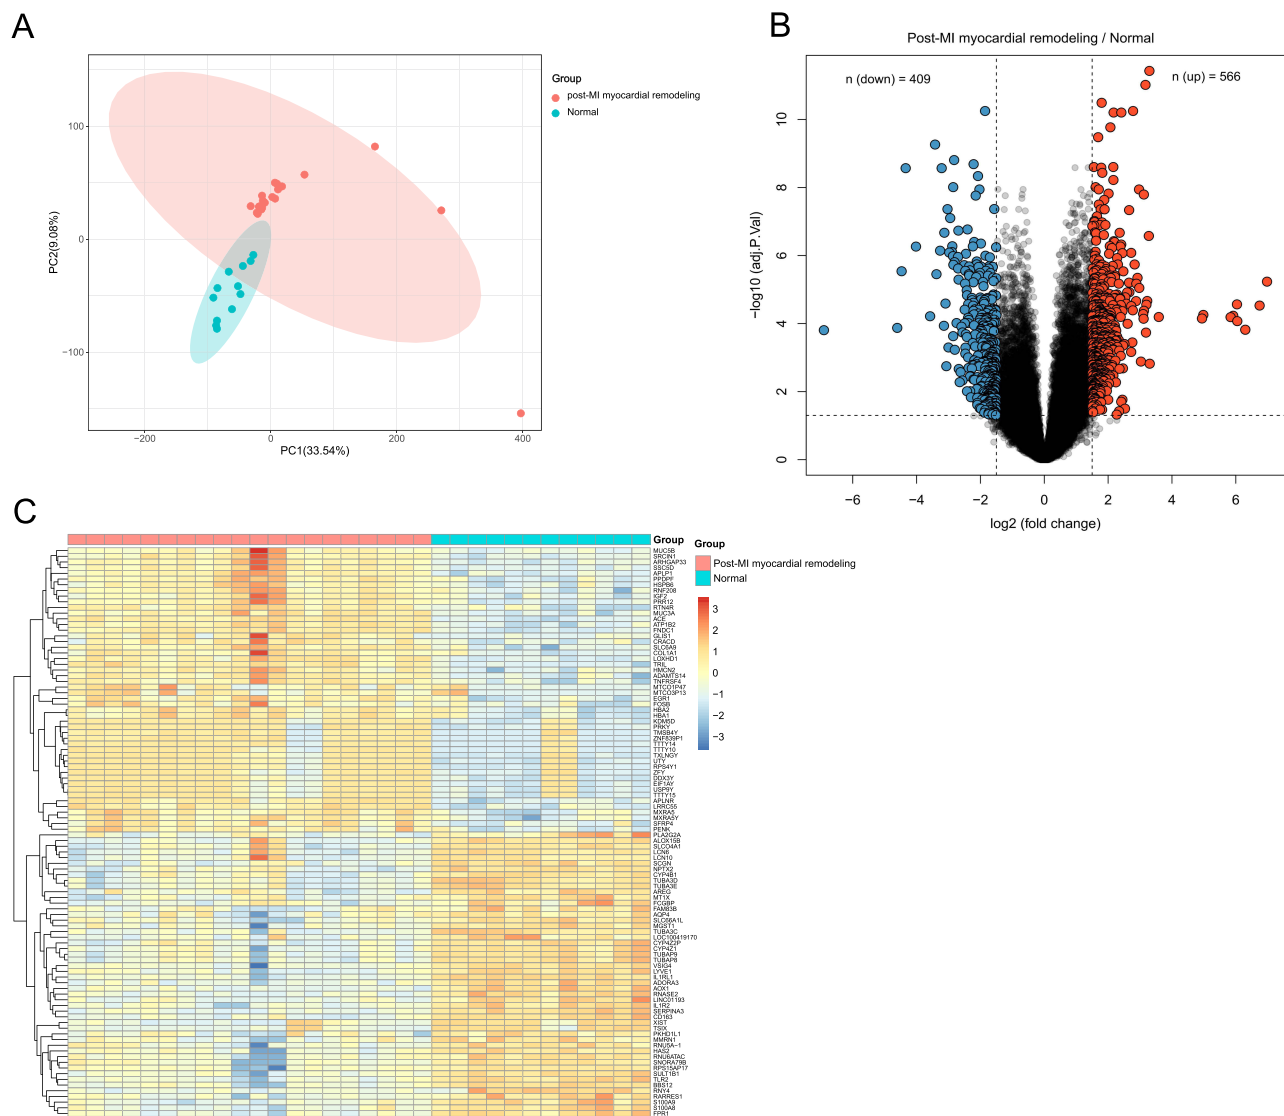 A
Group
post-MI myocardial remodeling
Normal
100
0
−100
−200
0
200
400
PC1(33.54%)
PC2(9.08%)
B
Post-MI myocardial remodeling / Normal
n (down) = 409
n (up) = 566
10
8
6
4
2
0
−6
−4
−2
0
2
4
6
log2 (fold change)
−log10 (adj.P.Val)
C
Group
Group
Post-MI myocardial remodeling
Normal
3
2
1
0
−1
−2
−3
MUC5B
SRCIN1
ARHGAP33
SSC5D
APLP1
PPDPF
HSPB6
RNF208
IGF2
PRR12
RTN4R
MUC3A
ACE
ATP1B2
FNDC1
GLIS1
CRACD
SLC6A9
COL1A1
LOXHD1
TRIL
HMCN2
ADAMTS14
TNFRSF4
MTCO1P47
MTCO3P13
EGR1
FOSB
HBA2
HBA1
KDM5D
PRKY
TMSB4Y
ZNF839P1
TTTY14
TTTY10
TXLNGY
UTY
RPS4Y1
ZFY
DDX3Y
EIF1AY
USP9Y
TTTY15
APLNR
LRRC55
MXRA5
MXRA5Y
SFRP4
PENK
PLA2G2A
ALOX15B
SLCO4A1
LCN6
LCN10
SCGN
NPTX2
CYP4B1
TUBA3D
TUBA3E
AREG
MT1X
FCGBP
FAM83B
AQP4
SLC66A1L
MGST1
TUBA3C
LOC100419170
CYP4Z2P
CYP4Z1
TUBAP9
TUBAP8
VSIG4
LYVE1
IL1RL1
ADORA3
AOX1
RNASE2
LINC01193
IL1R2
SERPINA3
CD163
XIST
TSIX
PKHD1L1
MMRN1
RNU5A−1
HAS2
RNU6ATAC
SNORA79B
RPS15AP17
SULT1B1
TLR2
BBS12
RNY4
RARRES1
S100A9
S100A8
FPR1